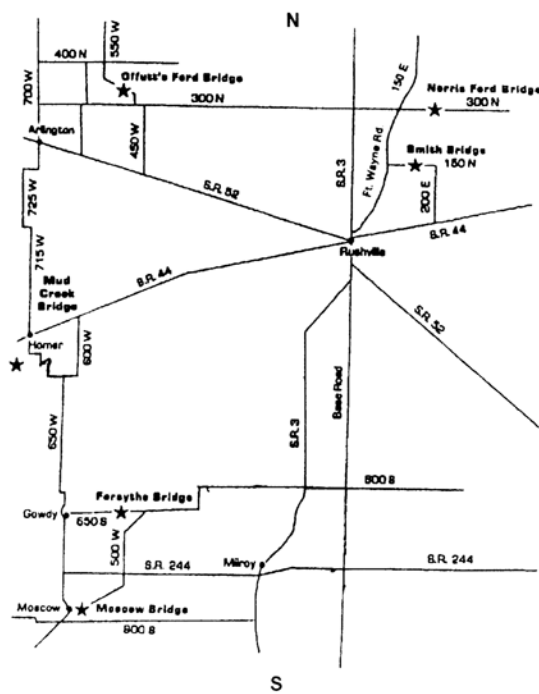 N
550 W
400 N
Offutt's Ford Bridge
700 W
150 E
Norris Ford Bridge
300 N
300 N
Arlington
450 W
S.R. 3
Ft. Wayne Rd.
Smith Bridge
150 N
200 E
725 W
S.R. 52
S.R. 44
Rushville
715 W
S.R. 44
Mud
Creek
Bridge
S.R. 52
Homer
600 W
650 W
S.R. 3
Base Road
Forsythe Bridge
800 S
Gowdy
650 S
500 W
S.R. 244
Milroy
S.R. 244
Moscow
Moscow Bridge
900 S
S